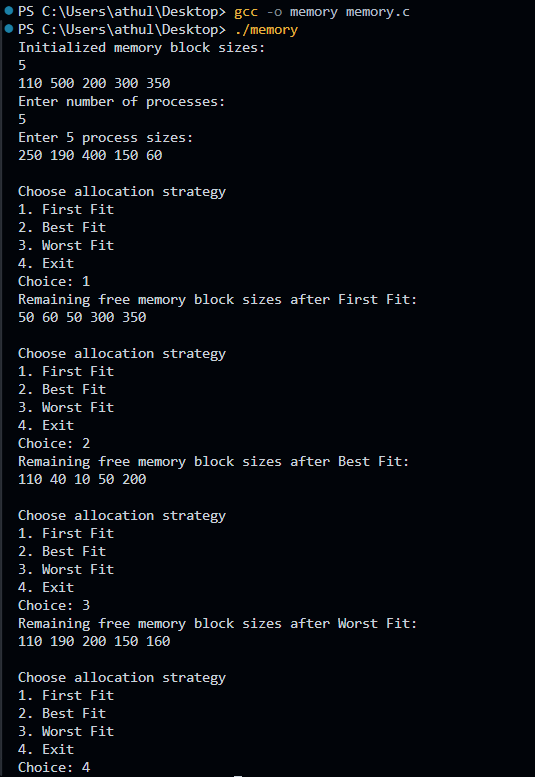 PS C:\Users\athul\Desktop> gcc -o memory memory.c
PS C:\Users\athul\Desktop> ./memory
Initialized memory block sizes:
5
110 500 200 300 350
Enter number of processes:
5
Enter 5 process sizes:
250 190 400 150 60
Choose allocation strategy
1. First Fit
2. Best Fit
3. Worst Fit
4. Exit
Choice: 1
Remaining free memory block sizes after First Fit:
50 60 50 300 350
Choose allocation strategy
1. First Fit
2. Best Fit
3. Worst Fit
4. Exit
Choice: 2
Remaining free memory block sizes after Best Fit:
110 40 10 50 200
Choose allocation strategy
1. First Fit
2. Best Fit
3. Worst Fit
4. Exit
Choice: 3
Remaining free memory block sizes after Worst Fit:
110 190 200 150 160
Choose allocation strategy
1. First Fit
2. Best Fit
3. Worst Fit
4. Exit
Choice: 4